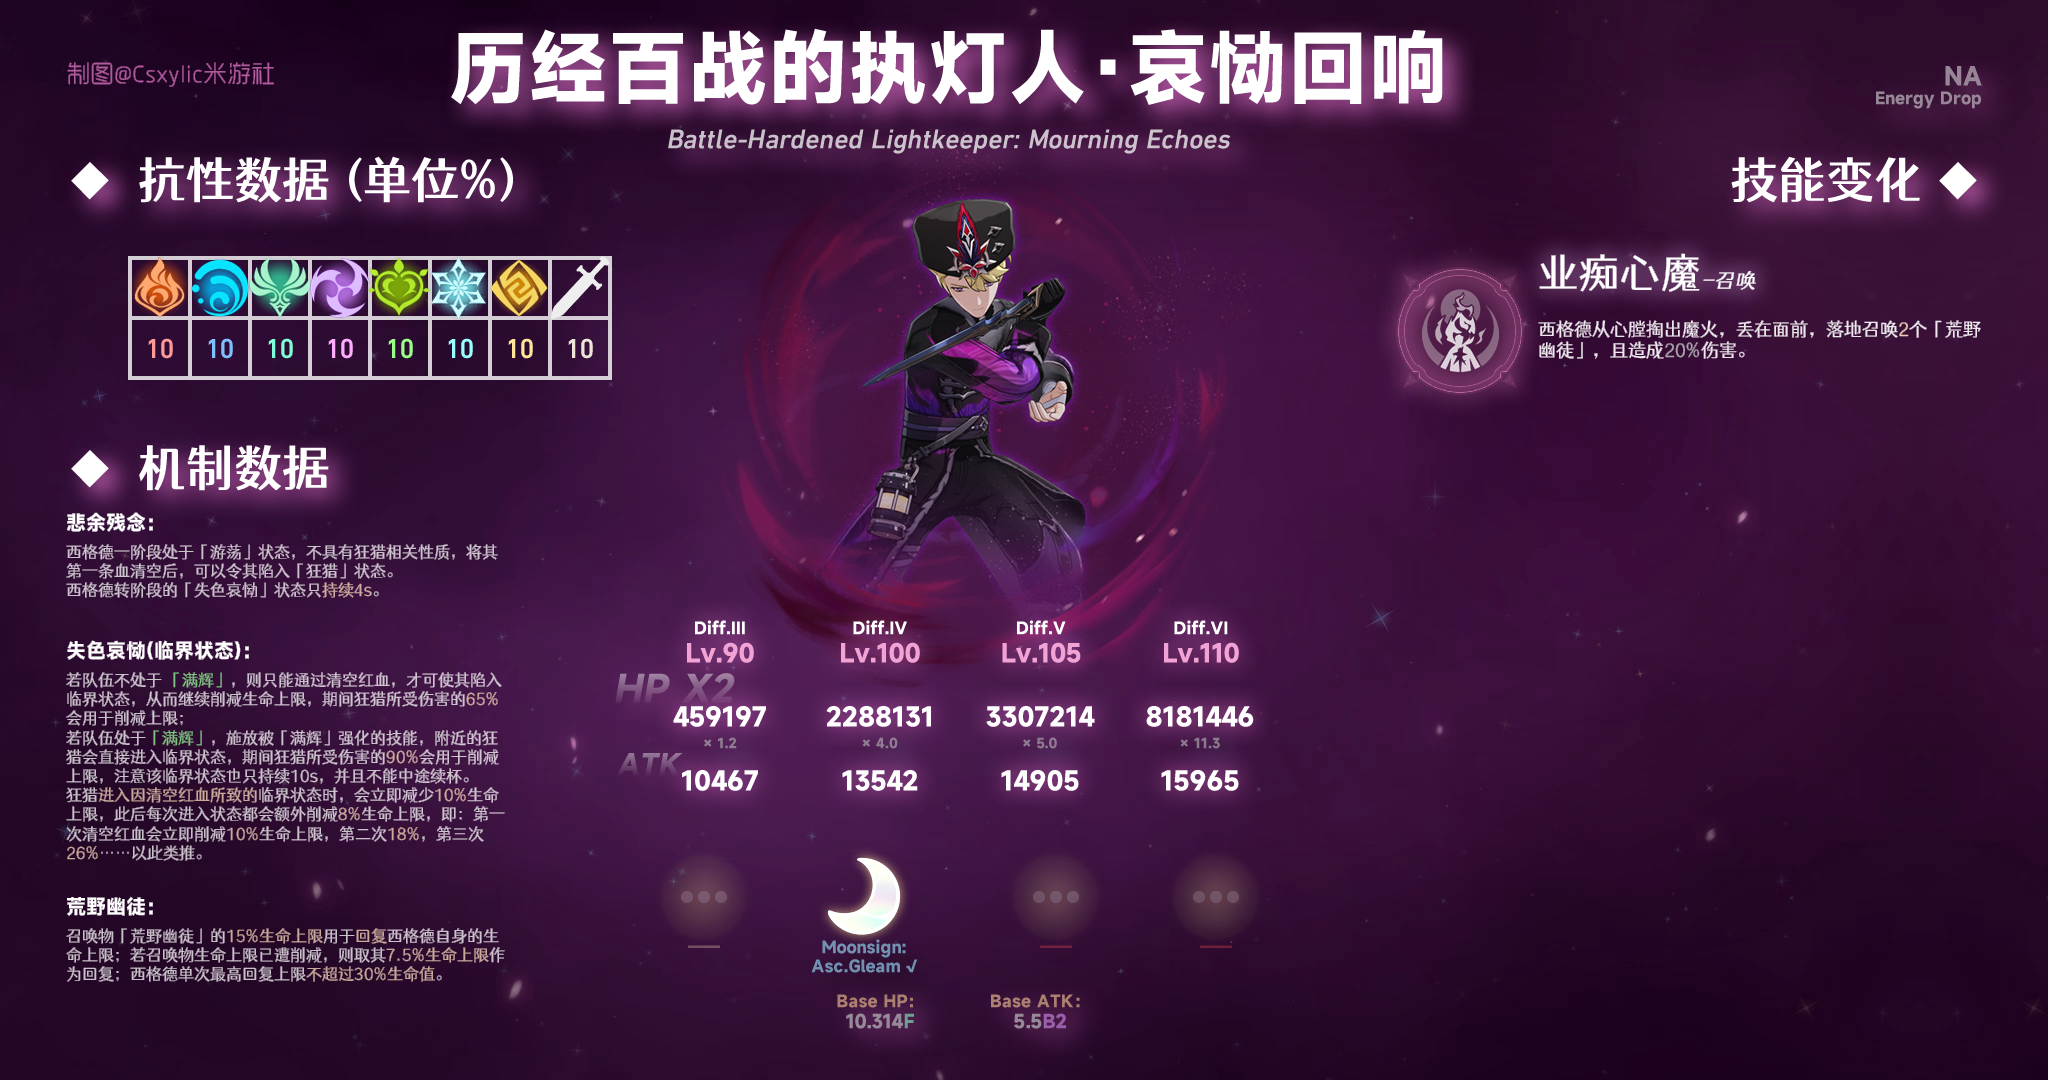 制图@Csxylic米游社
历经百战的执灯人·哀恸回响
Battle-Hardened Lightkeeper: Mourning Echoes
NA
Energy Drop
抗性数据 (单位%)
10 10 10 10 10 10 10 10
机制数据
悲余残念:
西格德一阶段处于「游荡」状态，不具有狂猎相关性质，将其
第一条血清空后，可以令其陷入「狂猎」状态。
西格德转阶段的「失色哀恸」状态只持续4s。
失色哀恸(临界状态):
若队伍不处于「满辉」，则只能通过清空红血，才可使其陷入
临界状态，从而继续削减生命上限，期间狂猎所受伤害的65%
会用于削减上限；
若队伍处于「满辉」，施放被「满辉」强化的技能，附近的狂
猎会直接进入临界状态，期间狂猎所受伤害的90%会用于削减
上限，注意该临界状态也只持续10s，并且不能中途续杯。
狂猎进入因清空红血所致的临界状态时，会立即减少10%生命
上限，此后每次进入状态都会额外削减8%生命上限，即：第一
次清空红血会立即削减10%生命上限，第二次18%，第三次
26%……以此类推。
荒野幽徒:
召唤物「荒野幽徒」的15%生命上限用于回复西格德自身的生
命上限；若召唤物生命上限已遭削减，则取其7.5%生命上限作
为回复；西格德单次最高回复上限不超过30%生命值。
Diff.III Diff.IV Diff.V Diff.VI
Lv.90 Lv.100 Lv.105 Lv.110
HP X2
459197 2288131 3307214 8181446
× 1.2 × 4.0 × 5.0 × 11.3
ATK
10467 13542 14905 15965
Moonsign:
Asc.Gleam √
Base HP: Base ATK:
10.314F 5.5B2
技能变化
业痴心魔-召唤
西格德从心膛掏出魔火，丢在面前，落地召唤2个「荒野
幽徒」，且造成20%伤害。